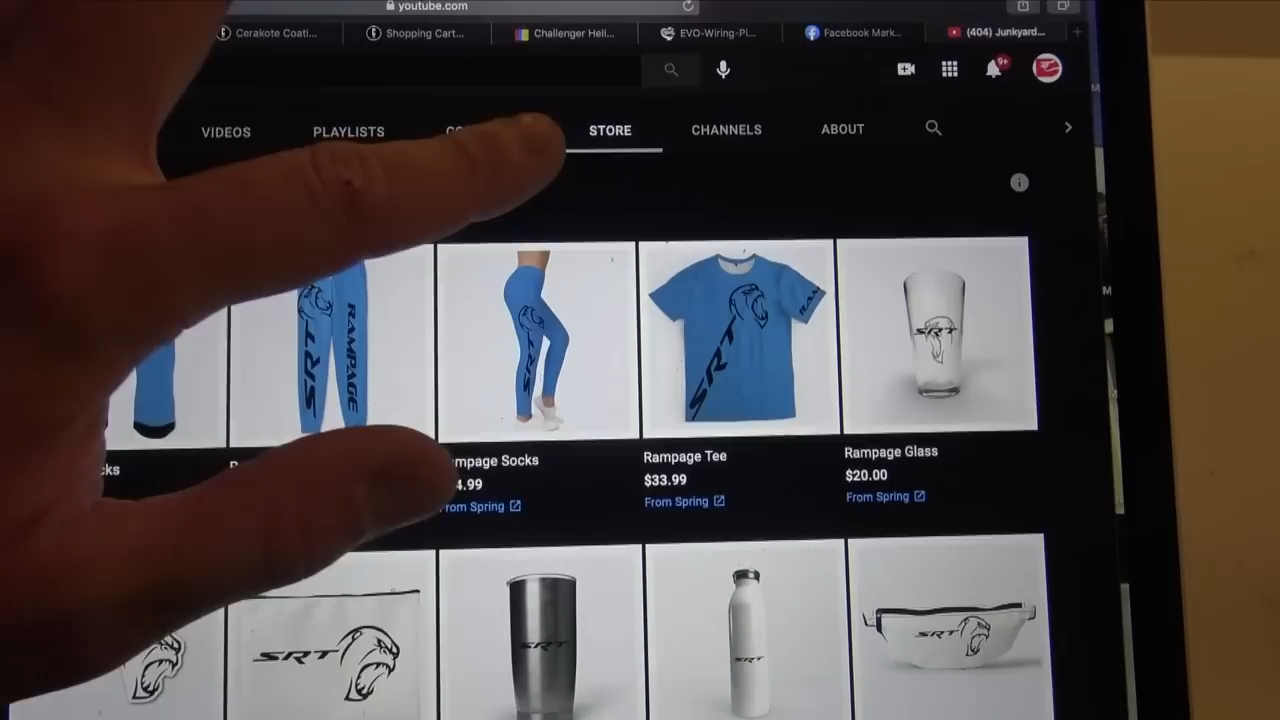 youtube.com
Cerakote Coati...
Shopping Cart...
Challenger Hell...
EVO-Wiring-Pi...
Facebook Mark...
(404) Junkyard...
9+
VIDEOS
PLAYLISTS
STORE
CHANNELS
ABOUT
SRT
RAMPAGE
SRT
SRT
SRT
cks
mpage Socks
Rampage Tee
Rampage Glass
4.99
$33.99
$20.00
From Spring
From Spring
From Spring
SRT
SRT
SRT
SRT